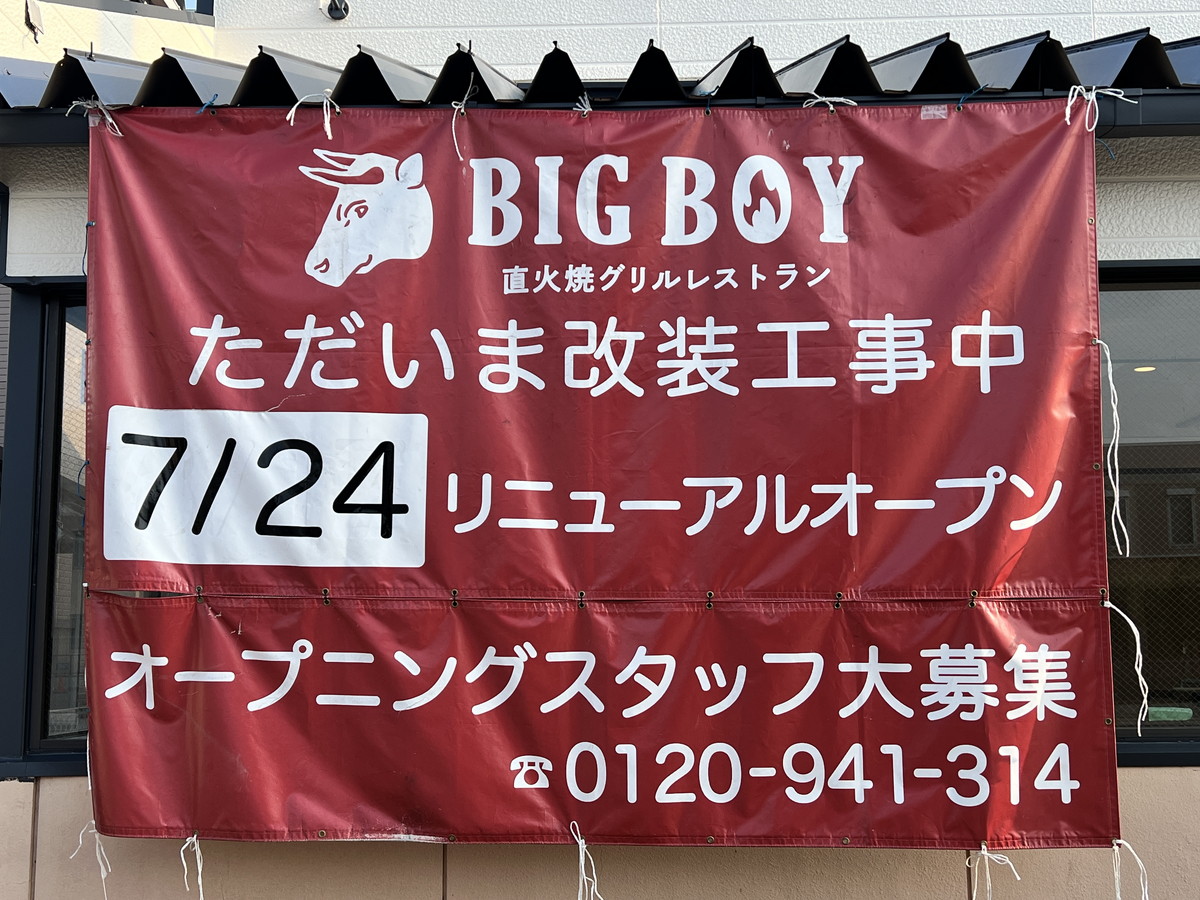 BIG BOY
直火焼グリルレストラン
ただいま改装工事中
7/24 リニューアルオープン
オープニングスタッフ大募集
☎0120-941-314